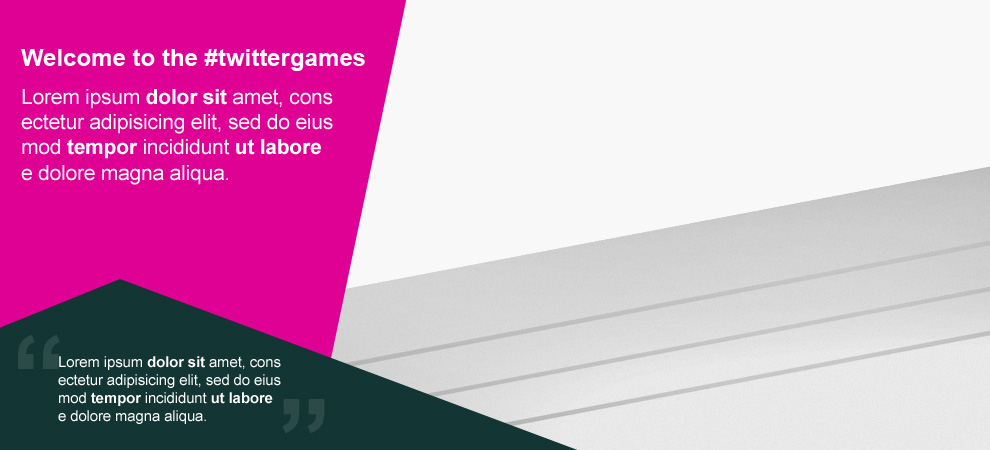 Welcome to the #twittergames
Lorem ipsum dolor sit amet, cons
ectetur adipisicing elit, sed do eius
mod tempor incididunt ut labore
e dolore magna aliqua.
“Lorem ipsum dolor sit amet, cons
ectetur adipisicing elit, sed do eius
mod tempor incididunt ut labore
e dolore magna aliqua.”